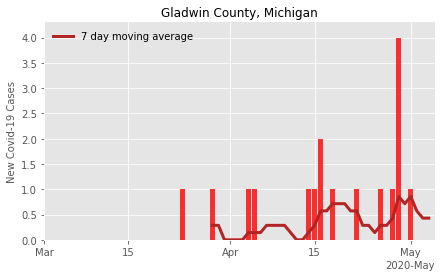 Gladwin County, Michigan
7 day moving average
New Covid-19 Cases
4.0
3.5
3.0
2.5
2.0
1.5
1.0
0.5
0.0
Mar 15 Apr 15 May
2020-May